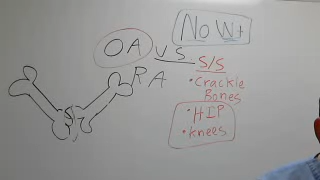 No Wt
OA vs
RA
S/S
• Crackle
Bones
• HIP
• Knees